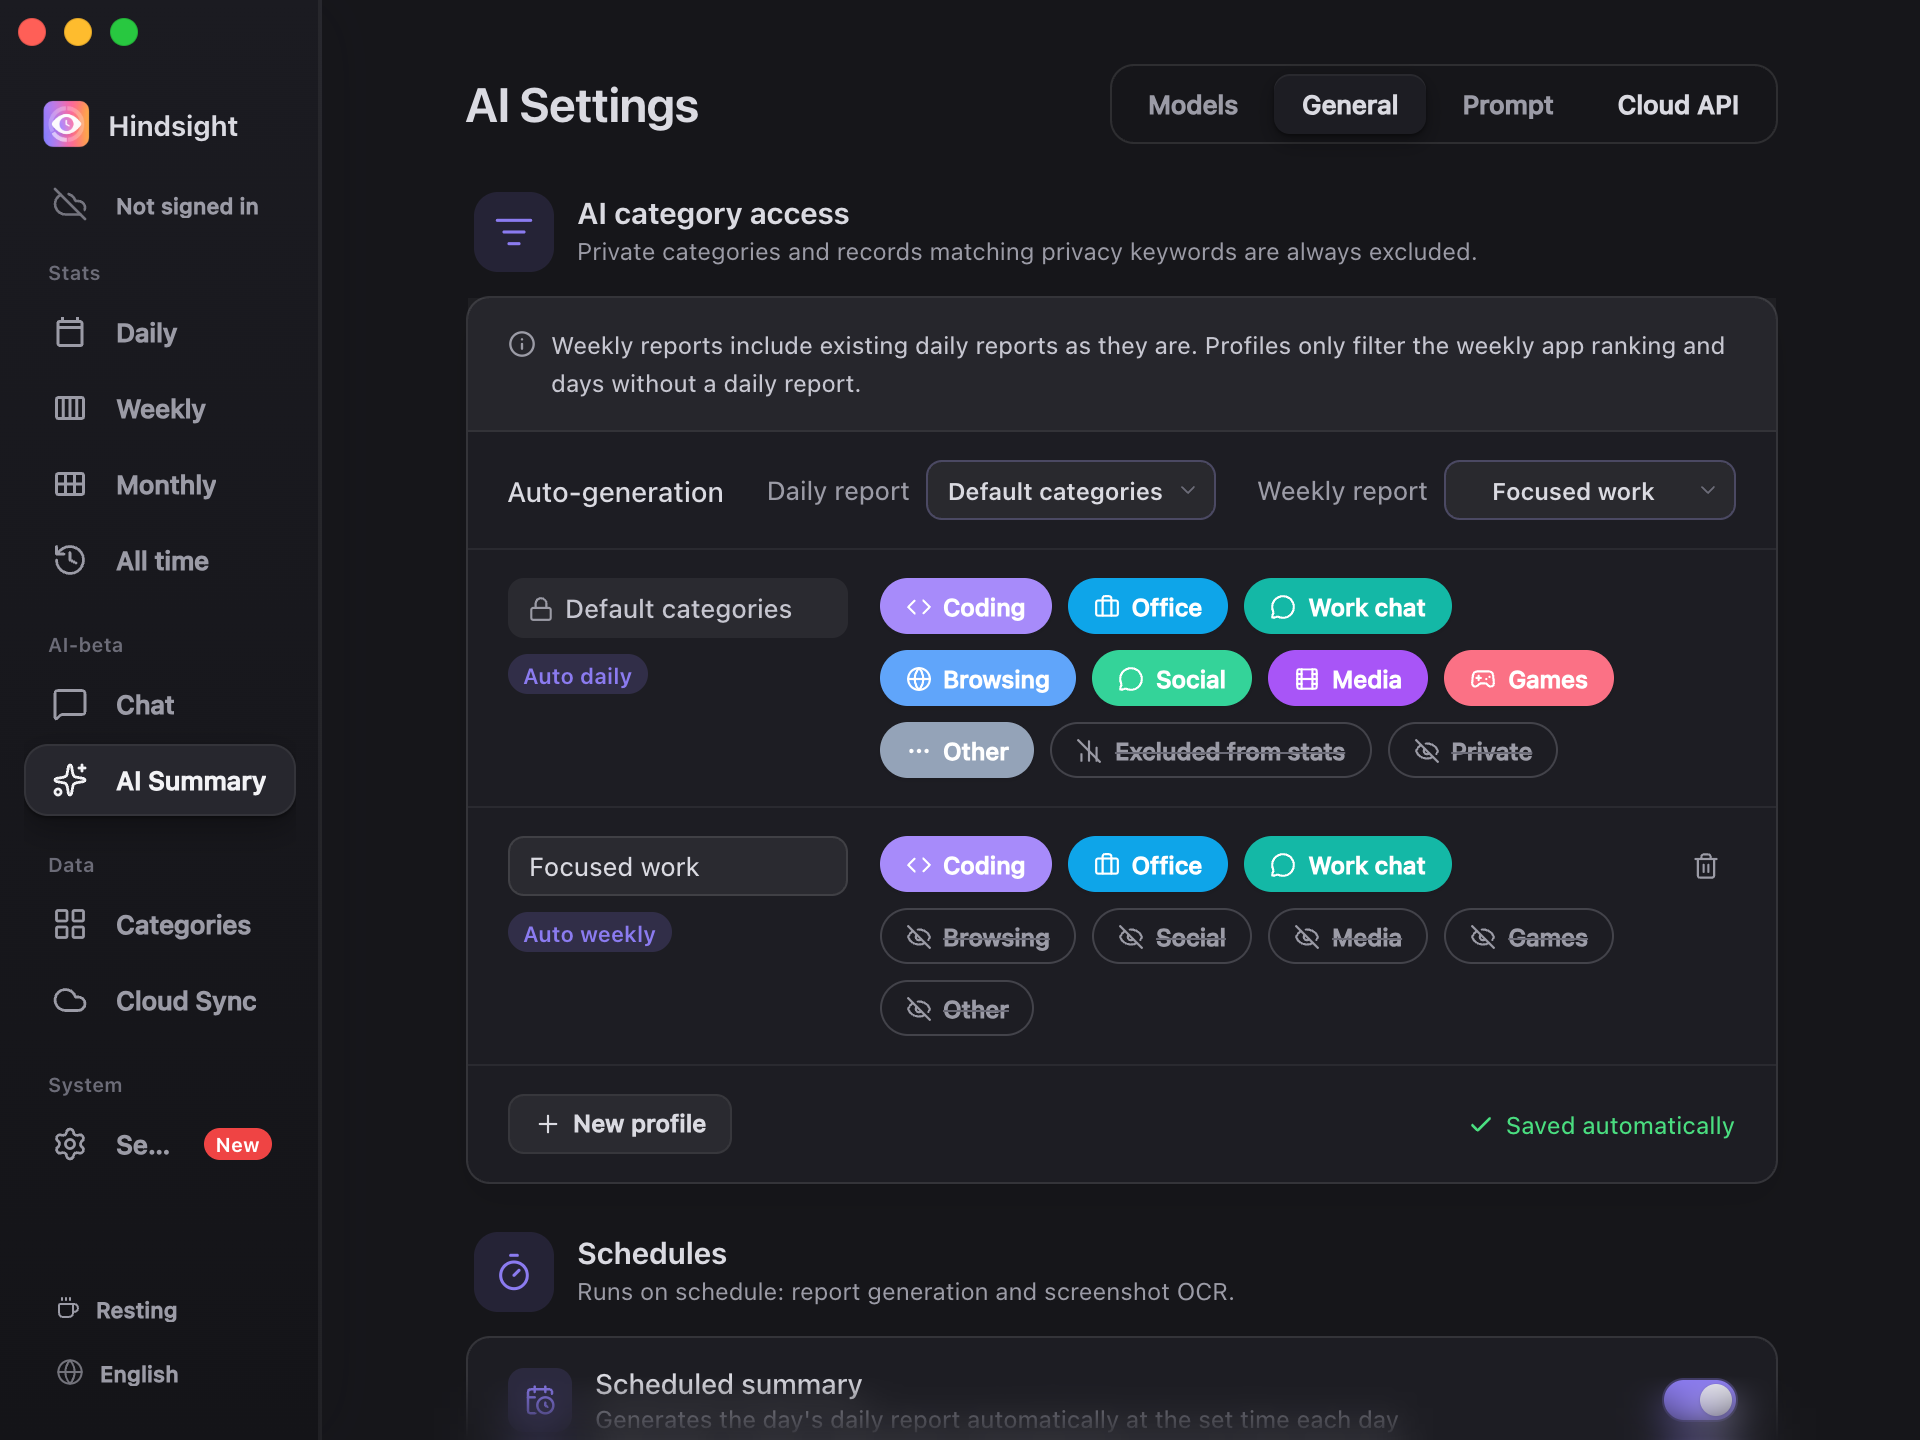 Hindsight
Not signed in
Stats
Daily
Weekly
Monthly
All time
AI-beta
Chat
AI Summary
Data
Categories
Cloud Sync
System
Se... New
Resting
English
AI Settings
Models General Prompt Cloud API
AI category access
Private categories and records matching privacy keywords are always excluded.
Weekly reports include existing daily reports as they are. Profiles only filter the weekly app ranking and
days without a daily report.
Auto-generation Daily report Default categories Weekly report Focused work
Default categories
Auto daily
Coding Office Work chat
Browsing Social Media Games
Other Excluded from stats Private
Focused work
Auto weekly
Coding Office Work chat
Browsing Social Media Games
Other
New profile
Saved automatically
Schedules
Runs on schedule: report generation and screenshot OCR.
Scheduled summary
Generates the day's daily report automatically at the set time each day